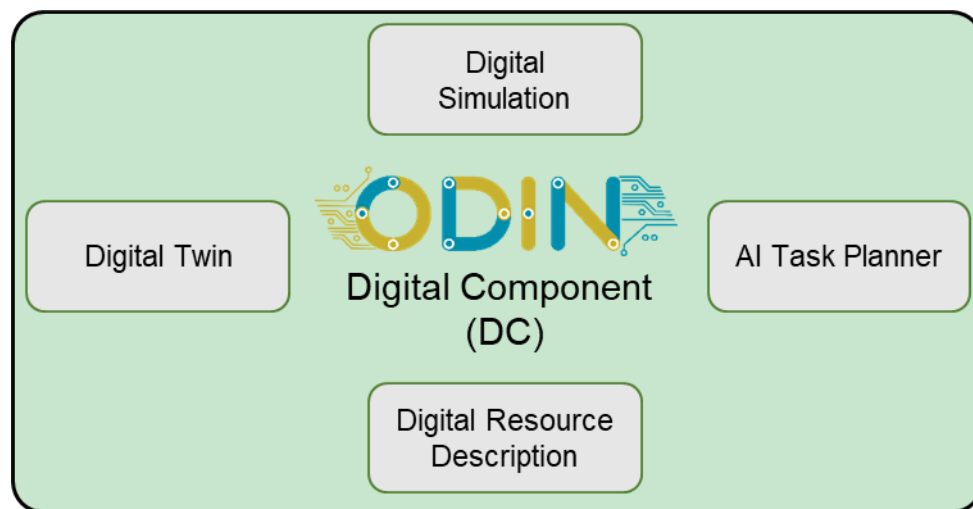 Digital
Simulation
ODIN
Digital Twin
AI Task Planner
Digital Component
(DC)
Digital Resource
Description